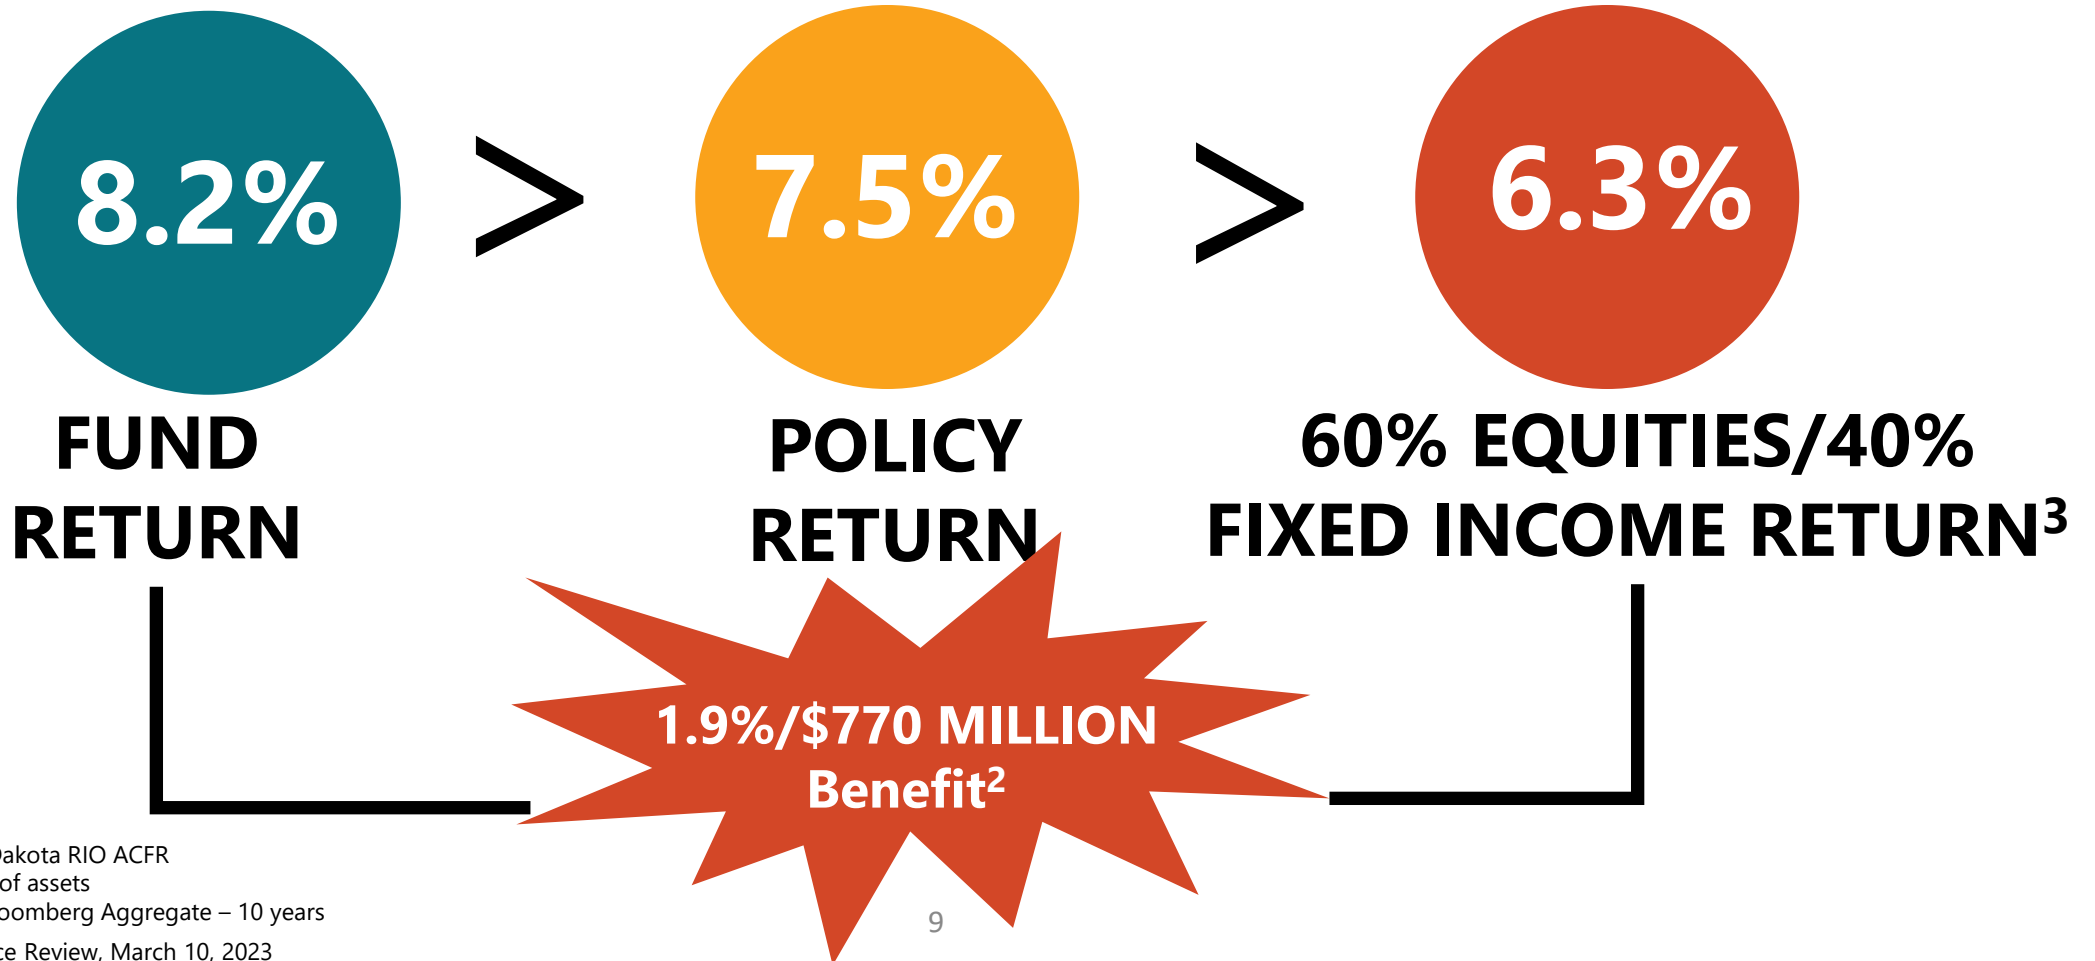 8.2%
>
7.5%
>
6.3%
FUND
RETURN
POLICY
RETURN
60% EQUITIES/40%
FIXED INCOME RETURN³
1.9%/$770 MILLION
Benefit²
Dakota RIO ACFR
of assets
oomberg Aggregate – 10 years
ce Review, March 10, 2023
9